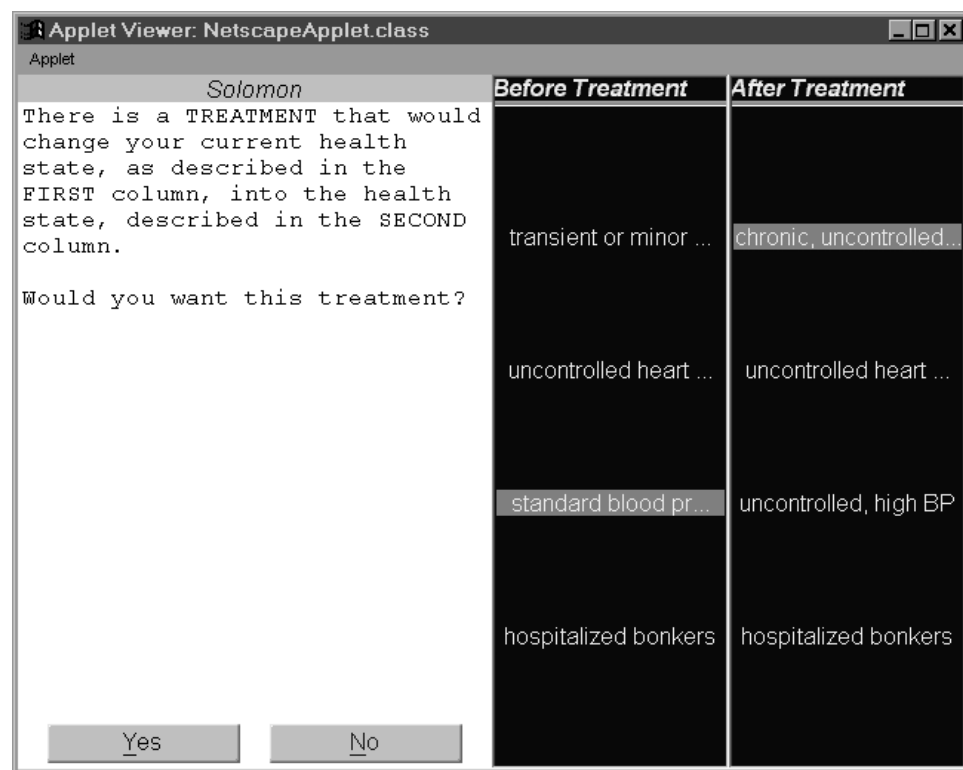 Applet Viewer: NetscapeApplet.class
Applet
Solomon
There is a TREATMENT that would
change your current health
state, as described in the
FIRST column, into the health
state, described in the SECOND
column.
Would you want this treatment?
Yes No
Before Treatment
transient or minor ...
uncontrolled heart ...
standard blood pr...
hospitalized bonkers
After Treatment
chronic, uncontrolled...
uncontrolled heart ...
uncontrolled, high BP
hospitalized bonkers